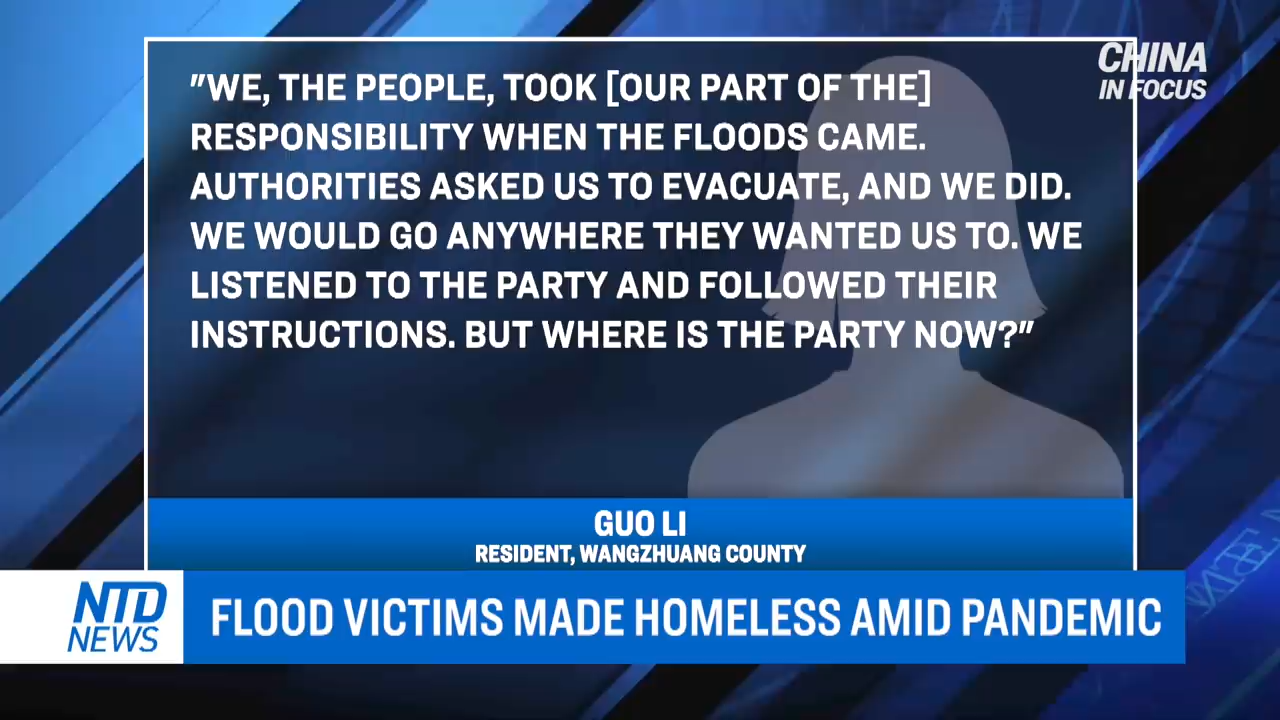 CHINA
IN FOCUS
"WE, THE PEOPLE, TOOK [OUR PART OF THE]
RESPONSIBILITY WHEN THE FLOODS CAME.
AUTHORITIES ASKED US TO EVACUATE, AND WE DID.
WE WOULD GO ANYWHERE THEY WANTED US TO. WE
LISTENED TO THE PARTY AND FOLLOWED THEIR
INSTRUCTIONS. BUT WHERE IS THE PARTY NOW?"
GUO LI
RESIDENT, WANGZHUANG COUNTY
NTD
NEWS
FLOOD VICTIMS MADE HOMELESS AMID PANDEMIC